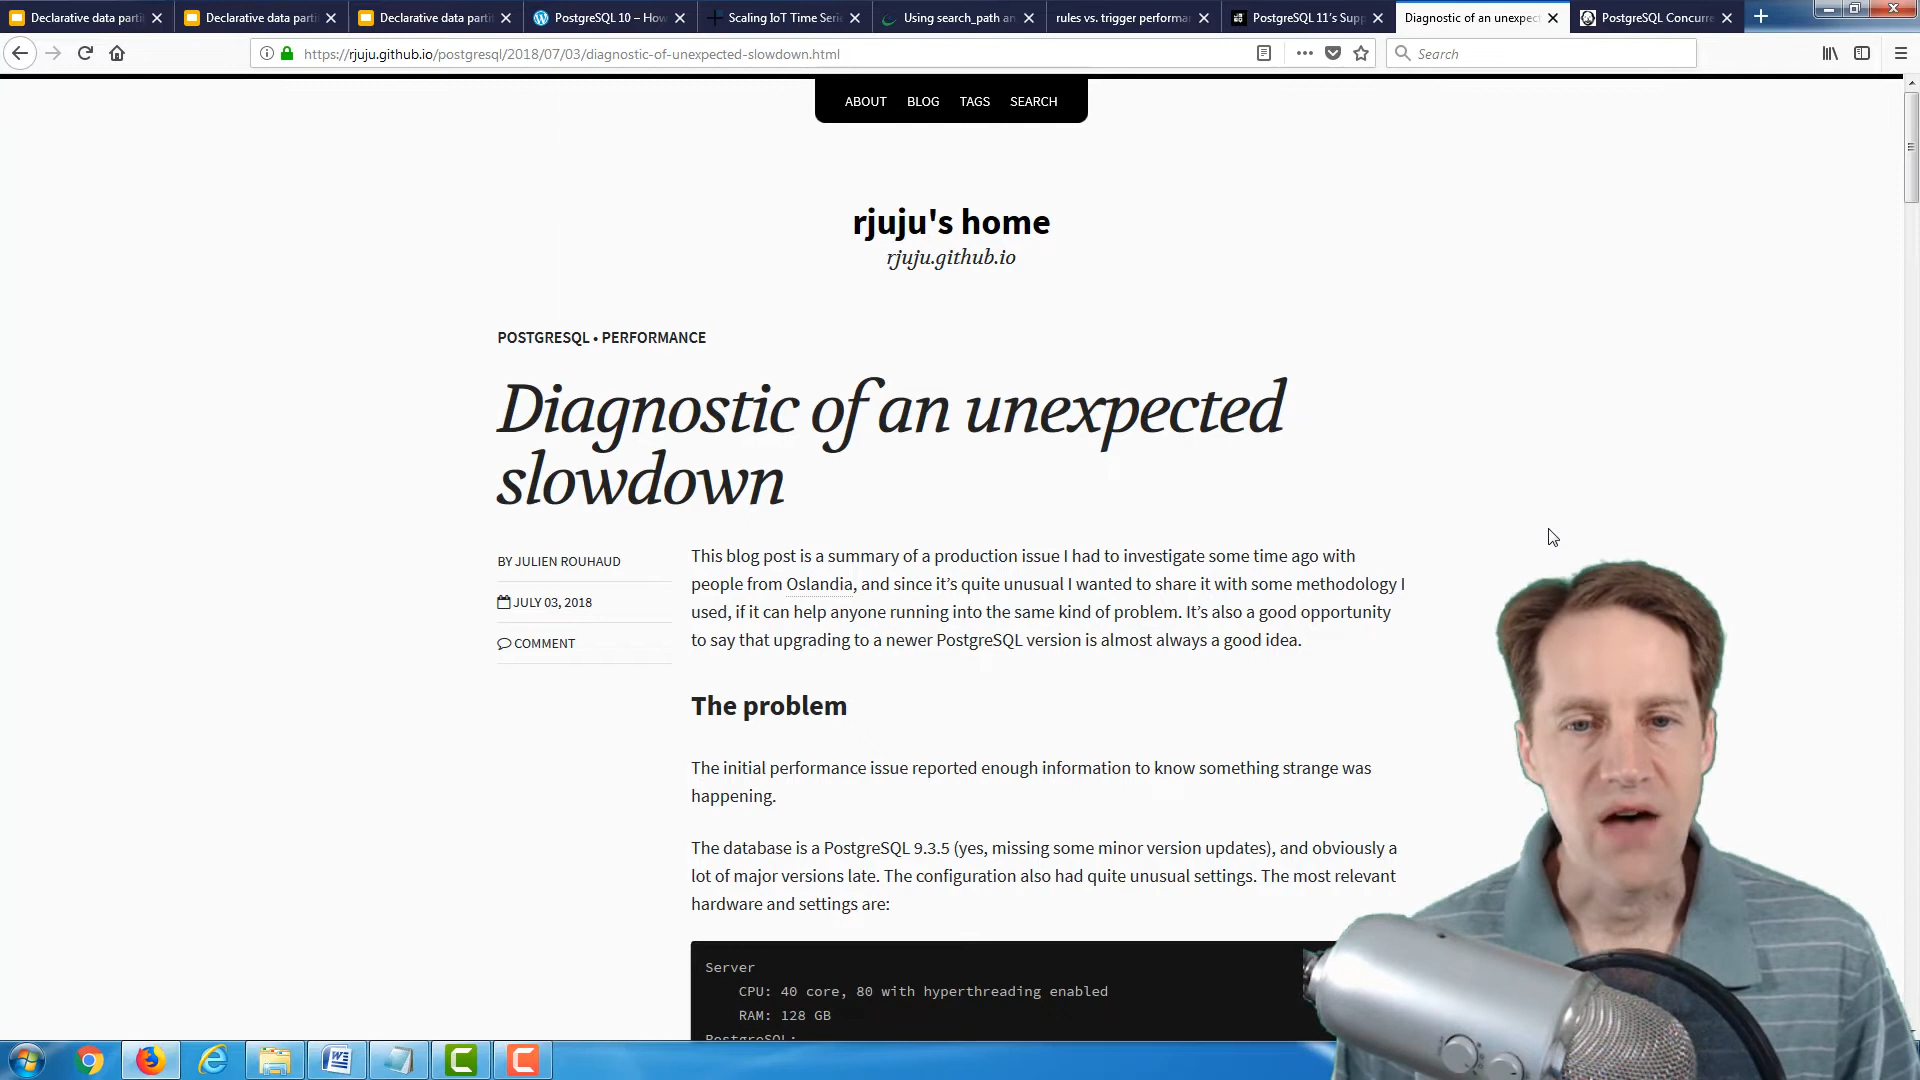 Declarative data parti
Declarative data parti
Declarative data parti
PostgreSQL 10 – How
Scaling IoT Time Seri
Using search_path an
rules vs. trigger performa
PostgreSQL 11's Supp
Diagnostic of an unexpect
PostgreSQL Concurre
https://rjuju.github.io/postgresql/2018/07/03/diagnostic-of-unexpected-slowdown.html
Search
ABOUT BLOG TAGS SEARCH
rjuju's home
rjuju.github.io
POSTGRESQL • PERFORMANCE
Diagnostic of an unexpected
slowdown
BY JULIEN ROUHAUD
JULY 03, 2018
COMMENT
This blog post is a summary of a production issue I had to investigate some time ago with
people from Oslandia, and since it's quite unusual I wanted to share it with some methodology I
used, if it can help anyone running into the same kind of problem. It's also a good opportunity
to say that upgrading to a newer PostgreSQL version is almost always a good idea.
The problem
The initial performance issue reported enough information to know something strange was
happening.
The database is a PostgreSQL 9.3.5 (yes, missing some minor version updates), and obviously a
lot of major versions late. The configuration also had quite unusual settings. The most relevant
hardware and settings are:
Server
CPU: 40 core, 80 with hyperthreading enabled
RAM: 128 GB
PostgreSQL: